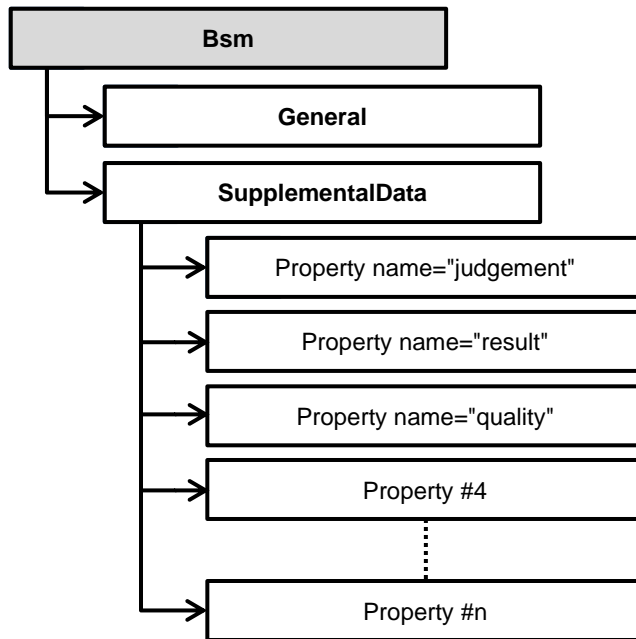 Bsm
General
SupplementalData
Property name="judgement"
Property name="result"
Property name="quality"
Property #4
Property #n